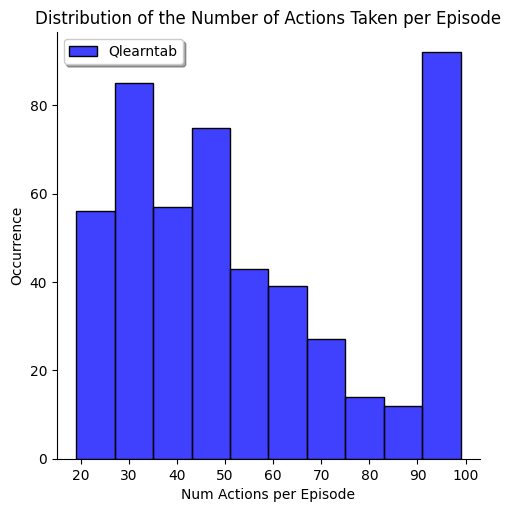 Distribution of the Number of Actions Taken per Episode
Qlearntab
Occurrence
80
60
40
20
0
20 30 40 50 60 70 80 90 100
Num Actions per Episode